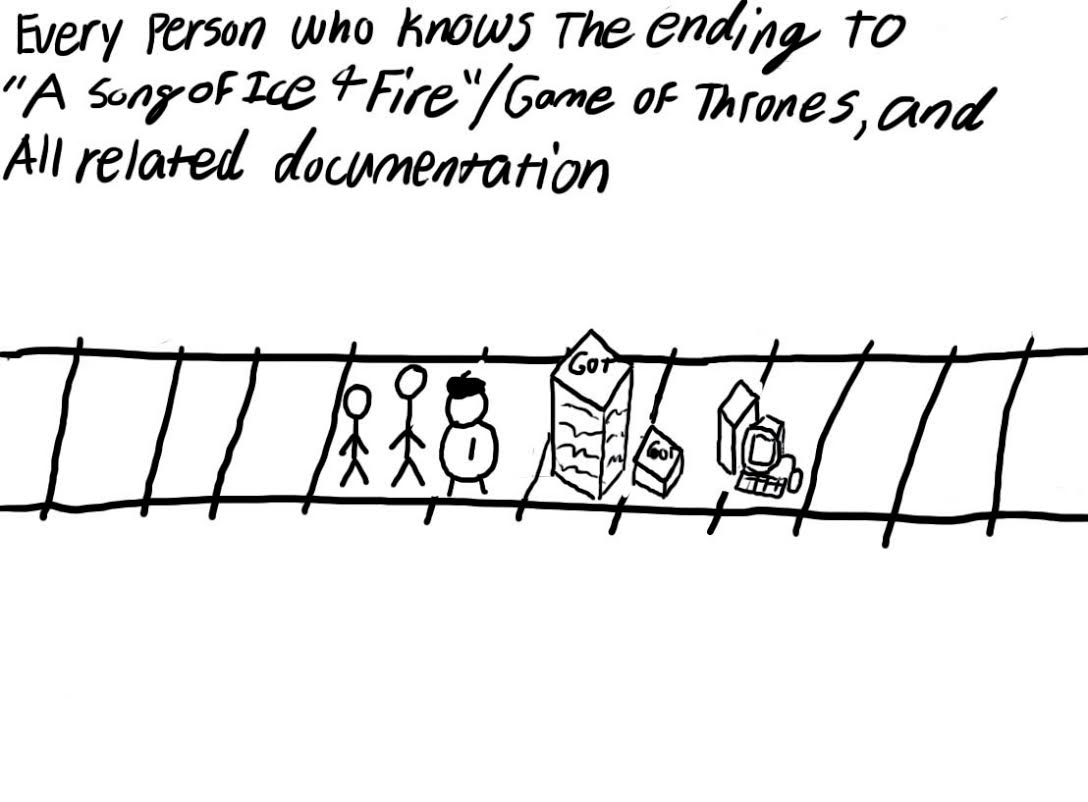 Every Person who knows The ending to
"A Song of Ice & Fire"/Game of Thrones, and
All related documentation
GOT
GOT